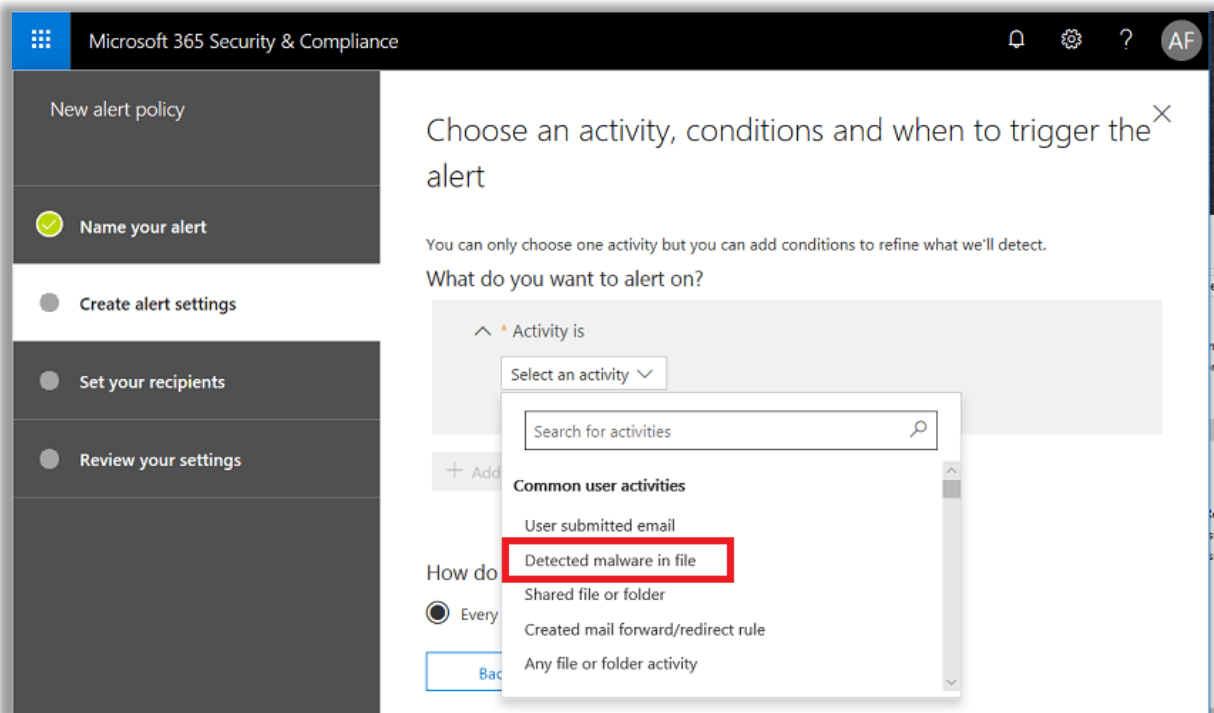 Microsoft 365 Security & Compliance
?
AF
New alert policy
Name your alert
Create alert settings
Set your recipients
Review your settings
Choose an activity, conditions and when to trigger the
alert
You can only choose one activity but you can add conditions to refine what we'll detect.
What do you want to alert on?
* Activity is
Select an activity
Search for activities
+ Add
Common user activities
User submitted email
Detected malware in file
Shared file or folder
Created mail forward/redirect rule
Any file or folder activity
How do
Every
Bac